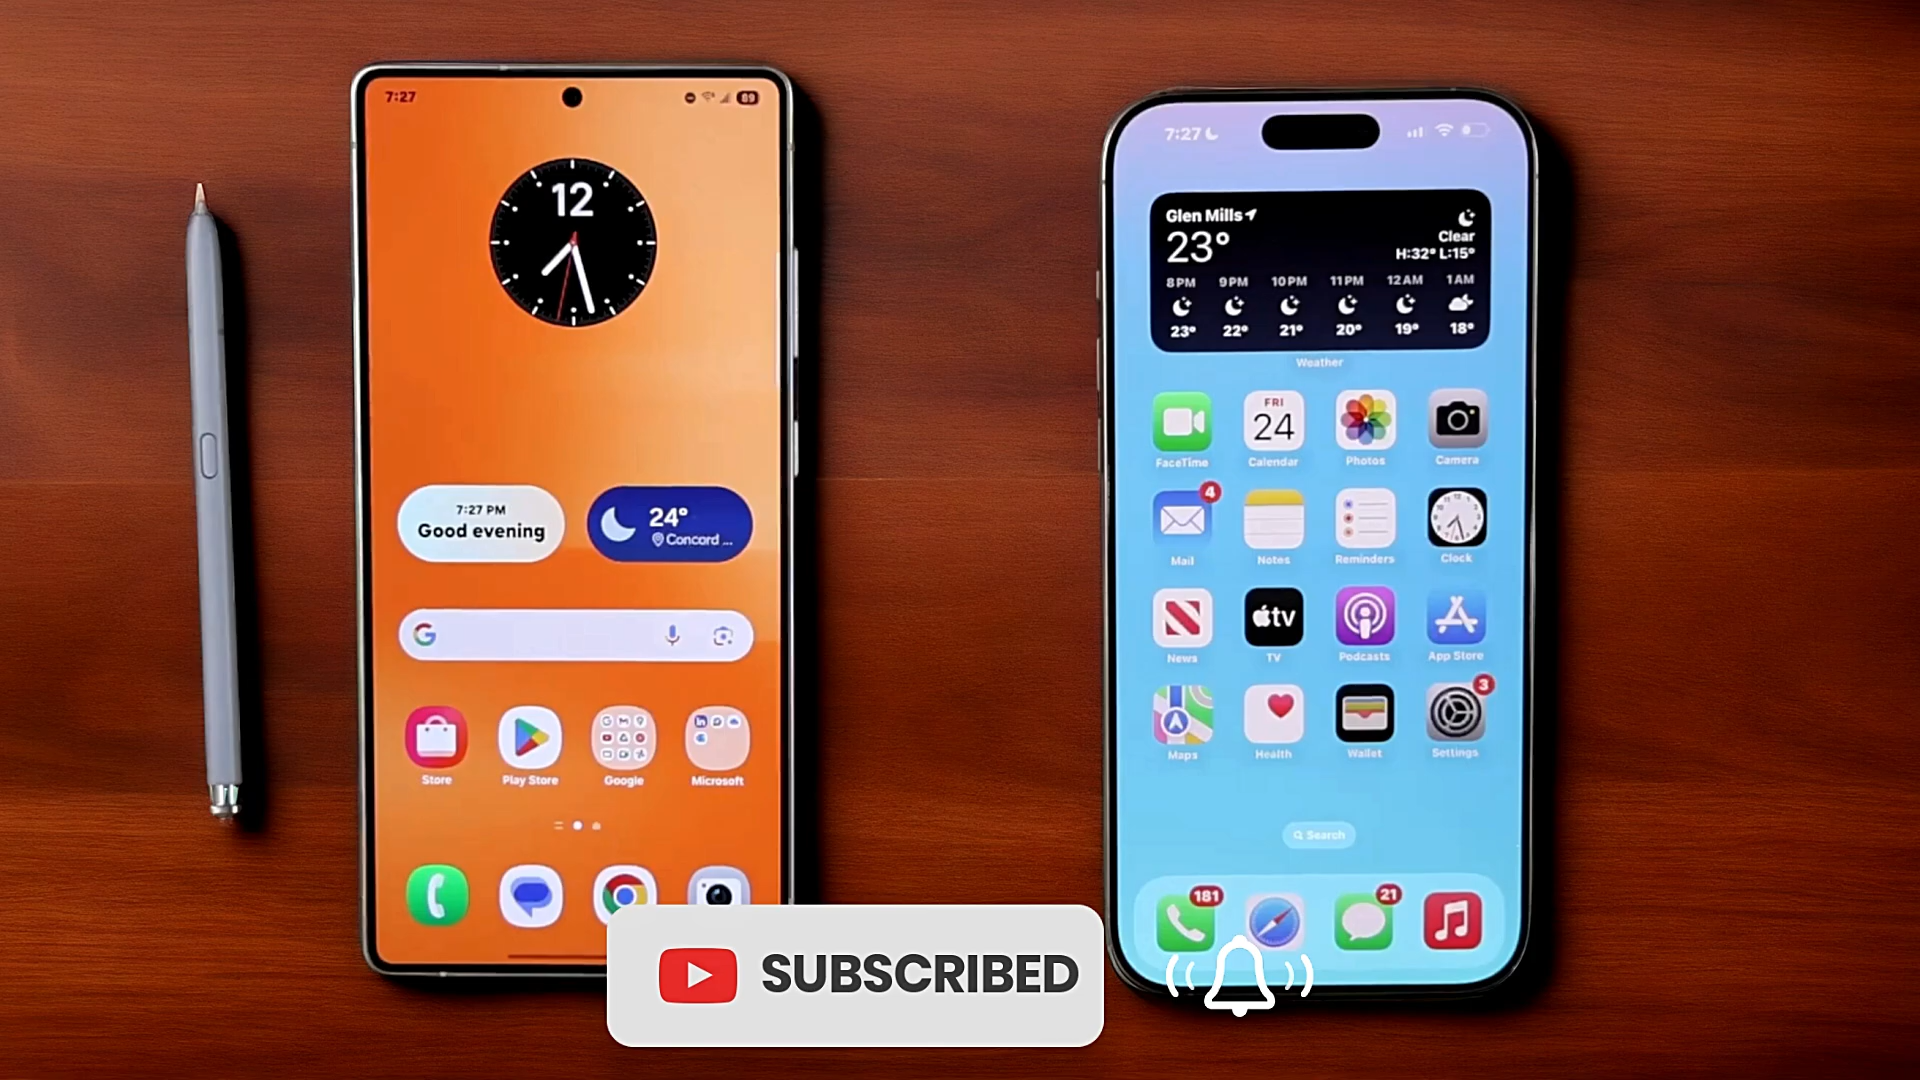 7:27
89
12
7:27 PM
Good evening
24°
Concord ...
Store
Play Store
Google
Microsoft
7:27
Glen Mills
23°
Clear
H:32° L:15°
8PM 9PM 10PM 11PM 12AM 1AM
23° 22° 21° 20° 19° 18°
Weather
FRI
24
FaceTime Calendar Photos Camera
4
Mail Notes Reminders Clock
tv
News TV Podcasts App Store
3
Maps Health Wallet Settings
Search
181
21
SUBSCRIBED